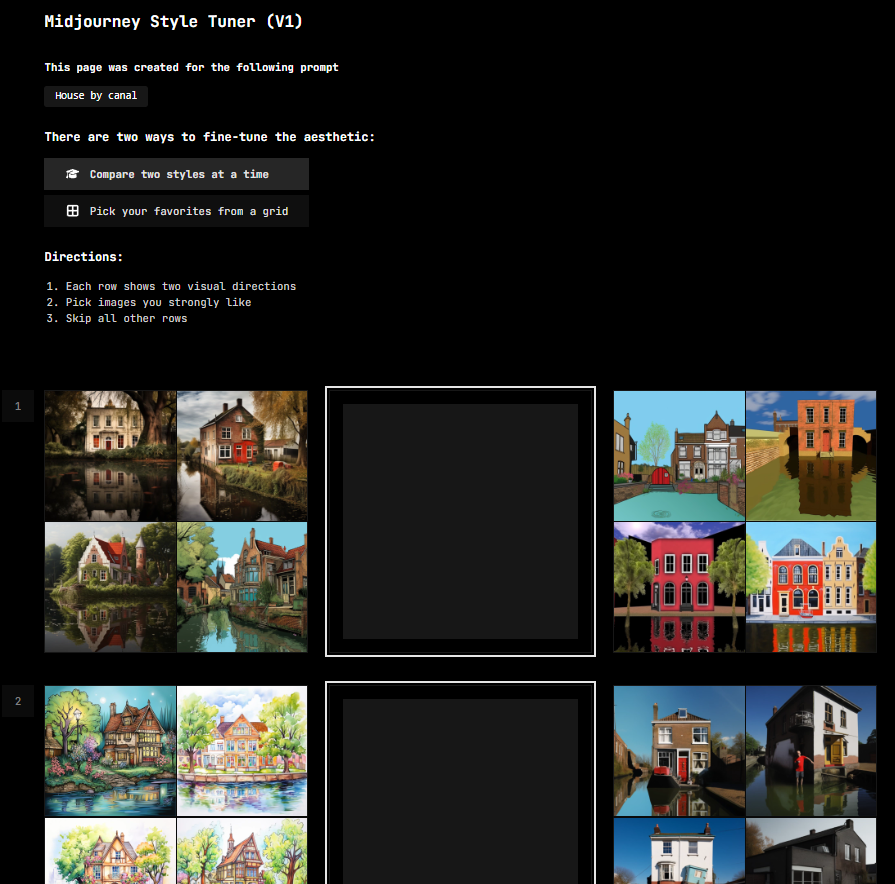 Midjourney Style Tuner (V1)
This page was created for the following prompt
House by canal
There are two ways to fine-tune the aesthetic:
Compare two styles at a time
Pick your favorites from a grid
Directions:
1. Each row shows two visual directions
2. Pick images you strongly like
3. Skip all other rows
1
2